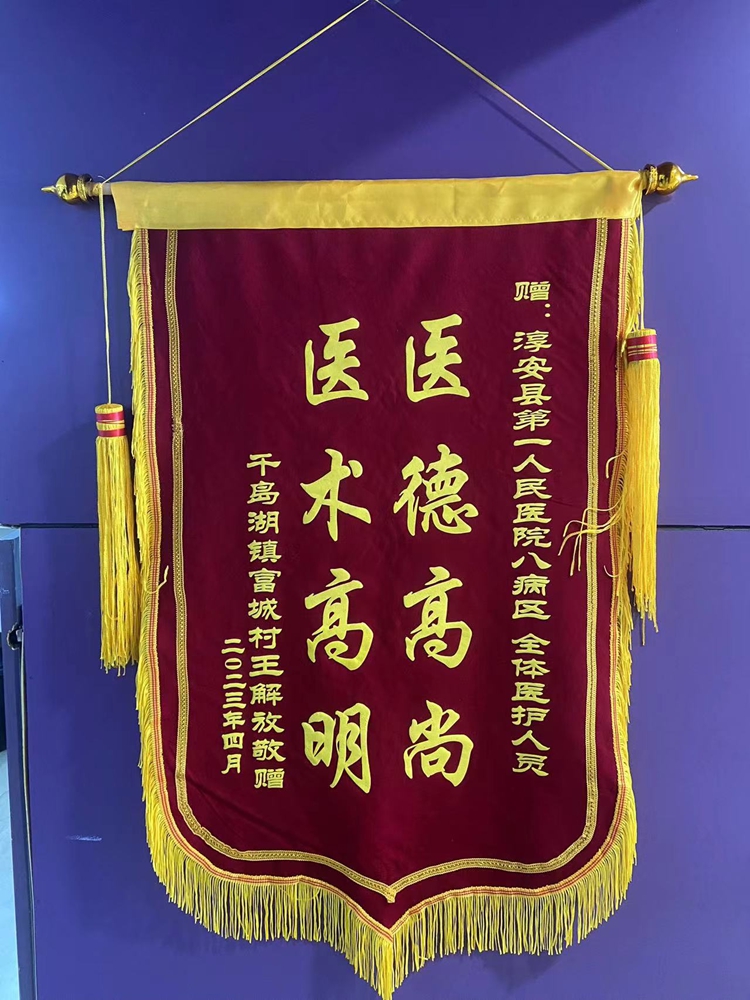 赠：淳安县第一人民医院八病区 全体医护人员
医德高尚
医术高明
千岛湖镇富城村王解放敬赠
二〇二三年四月